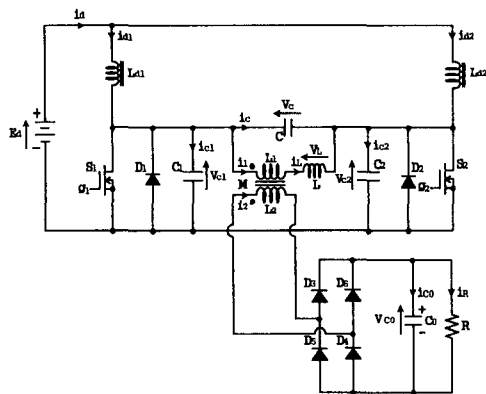 id
id1
id2
Ld1
Ld2
ic
Vc
C
Ed
+
-
S1
g1
D1
C1
ic1
Vc1
i1
L1
iL
VL
L
M
i2
L2
ic2
Vc2
C2
D2
S2
g2
D3
D6
D5
D4
ic0
iR
Vc0
+
-
C0
R